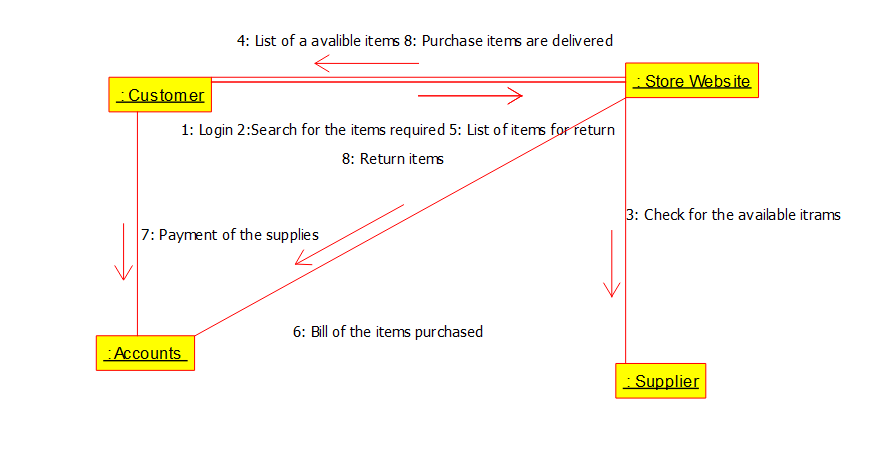 4: List of a avalible items 8: Purchase items are delivered
: Customer
: Store Website
1: Login 2:Search for the items required 5: List of items for return
8: Return items
3: Check for the available itrams
7: Payment of the supplies
6: Bill of the items purchased
:Accounts
: Supplier